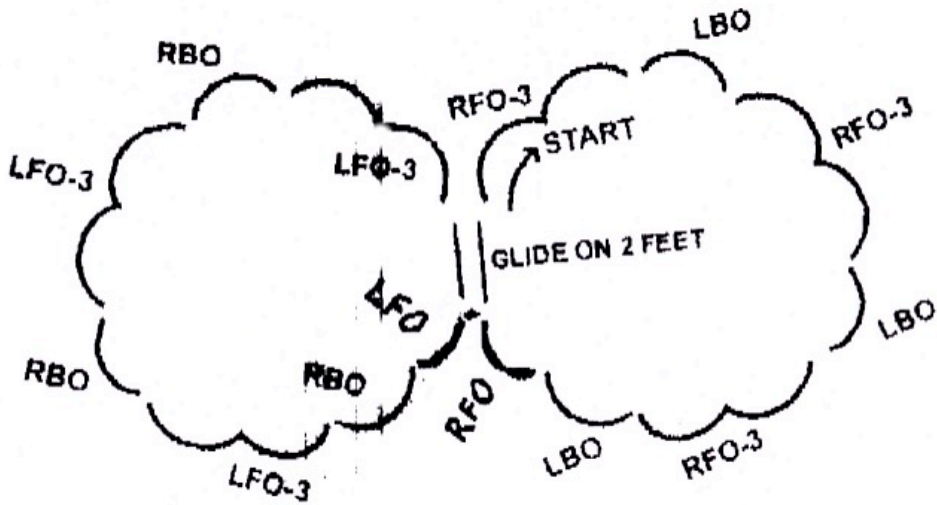 RBO
LBO
RFO-3
START
RFO-3
LFO-3
LFO-3
GLIDE ON 2 FEET
LFO
LBO
RBO
RBO
RFO
LBO
RFO-3
LFO-3